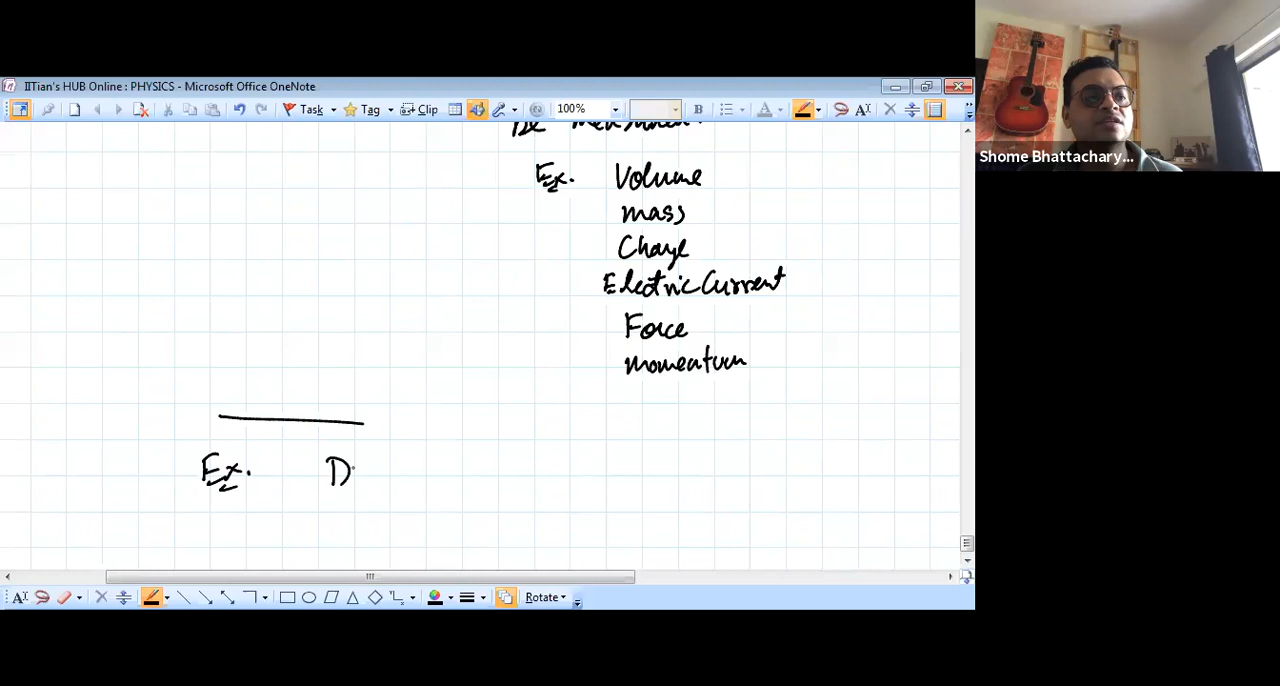 IITian's HUB Online : PHYSICS - Microsoft Office OneNote
Task Tag Clip 100% B A A
Ex. Volume
mass
Charge
Electric Current
Force
momentum
Ex. D
A Rotate
Shome Bhattachary...